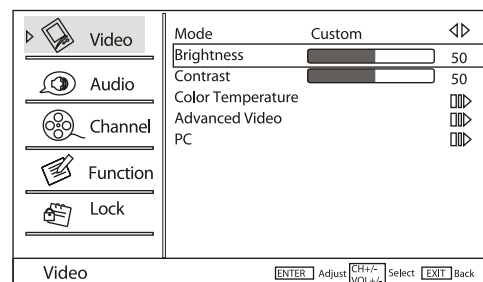 Video
Audio
Channel
Function
Lock
Mode Custom
Brightness 50
Contrast 50
Color Temperature
Advanced Video
PC
Video ENTER Adjust CH+/- VOL+/- Select EXIT Back